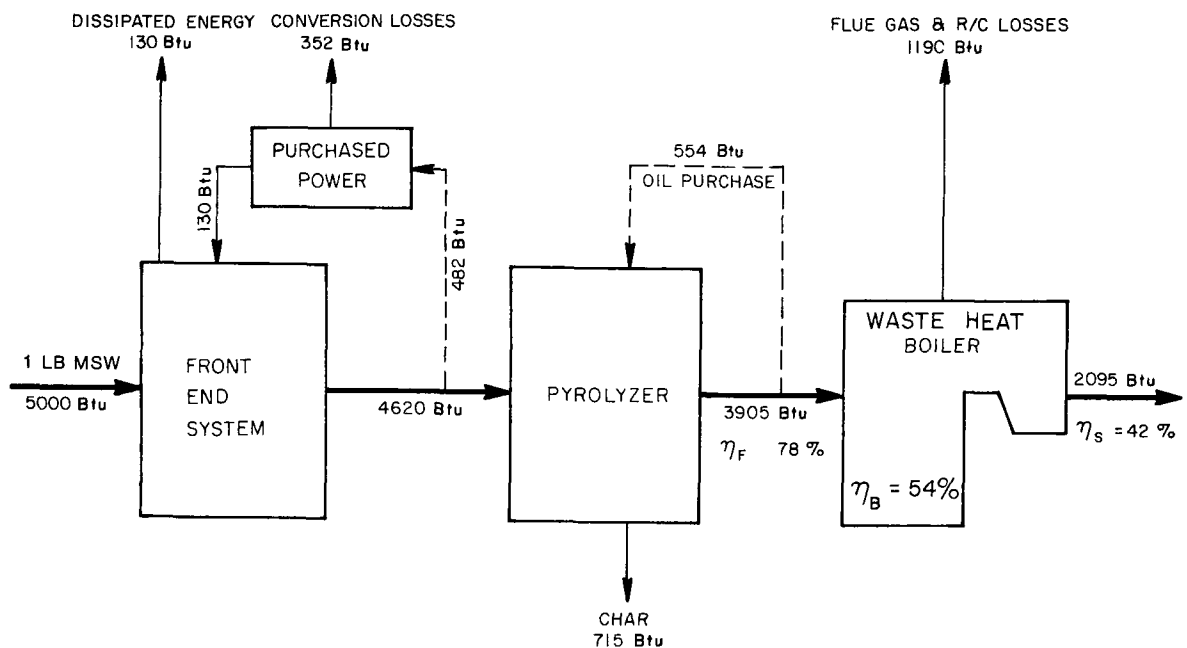 DISSIPATED ENERGY CONVERSION LOSSES
130 Btu
352 Btu
FLUE GAS & R/C LOSSES
119C Btu
PURCHASED
POWER
130 Btu
482 Btu
554 Btu
OIL PURCHASE
1 LB MSW
5000 Btu
FRONT
END
SYSTEM
4620 Btu
PYROLYZER
3905 Btu
ηF 78 %
WASTE HEAT
BOILER
ηB = 54%
2095 Btu
ηS = 42 %
CHAR
715 Btu